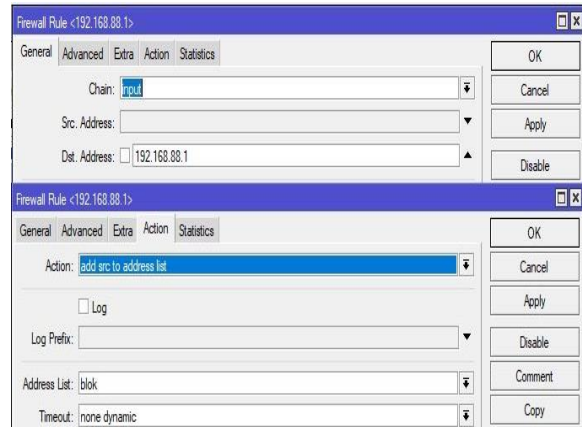 Firewall Rule <192.168.88.1>
General Advanced Extra Action Statistics
OK
Chain: input
Cancel
Src. Address:
Apply
Dst. Address: 192.168.88.1
Disable
Firewall Rule <192.168.88.1>
General Advanced Extra Action Statistics
OK
Action: add src to address list
Cancel
Log
Apply
Log Prefix:
Disable
Address List: blok
Comment
Timeout: none dynamic
Copy